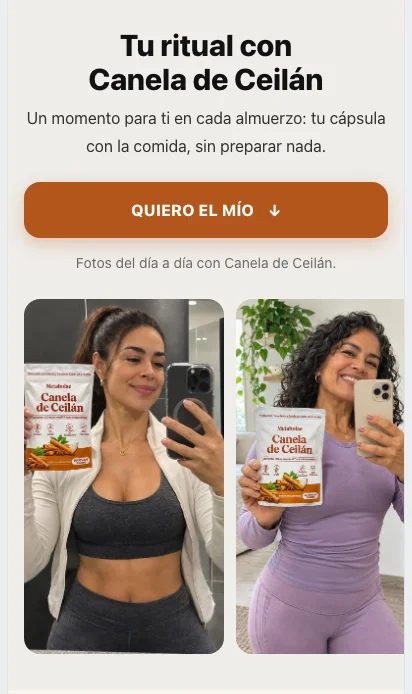 Tu ritual con
Canela de Ceilán
Un momento para ti en cada almuerzo: tu cápsula
con la comida, sin preparar nada.
QUIERO EL MÍO ↓
Fotos del día a día con Canela de Ceilán.
Metabolae
Canela
de Ceilán
Metabolae
Canela
de Ceilán